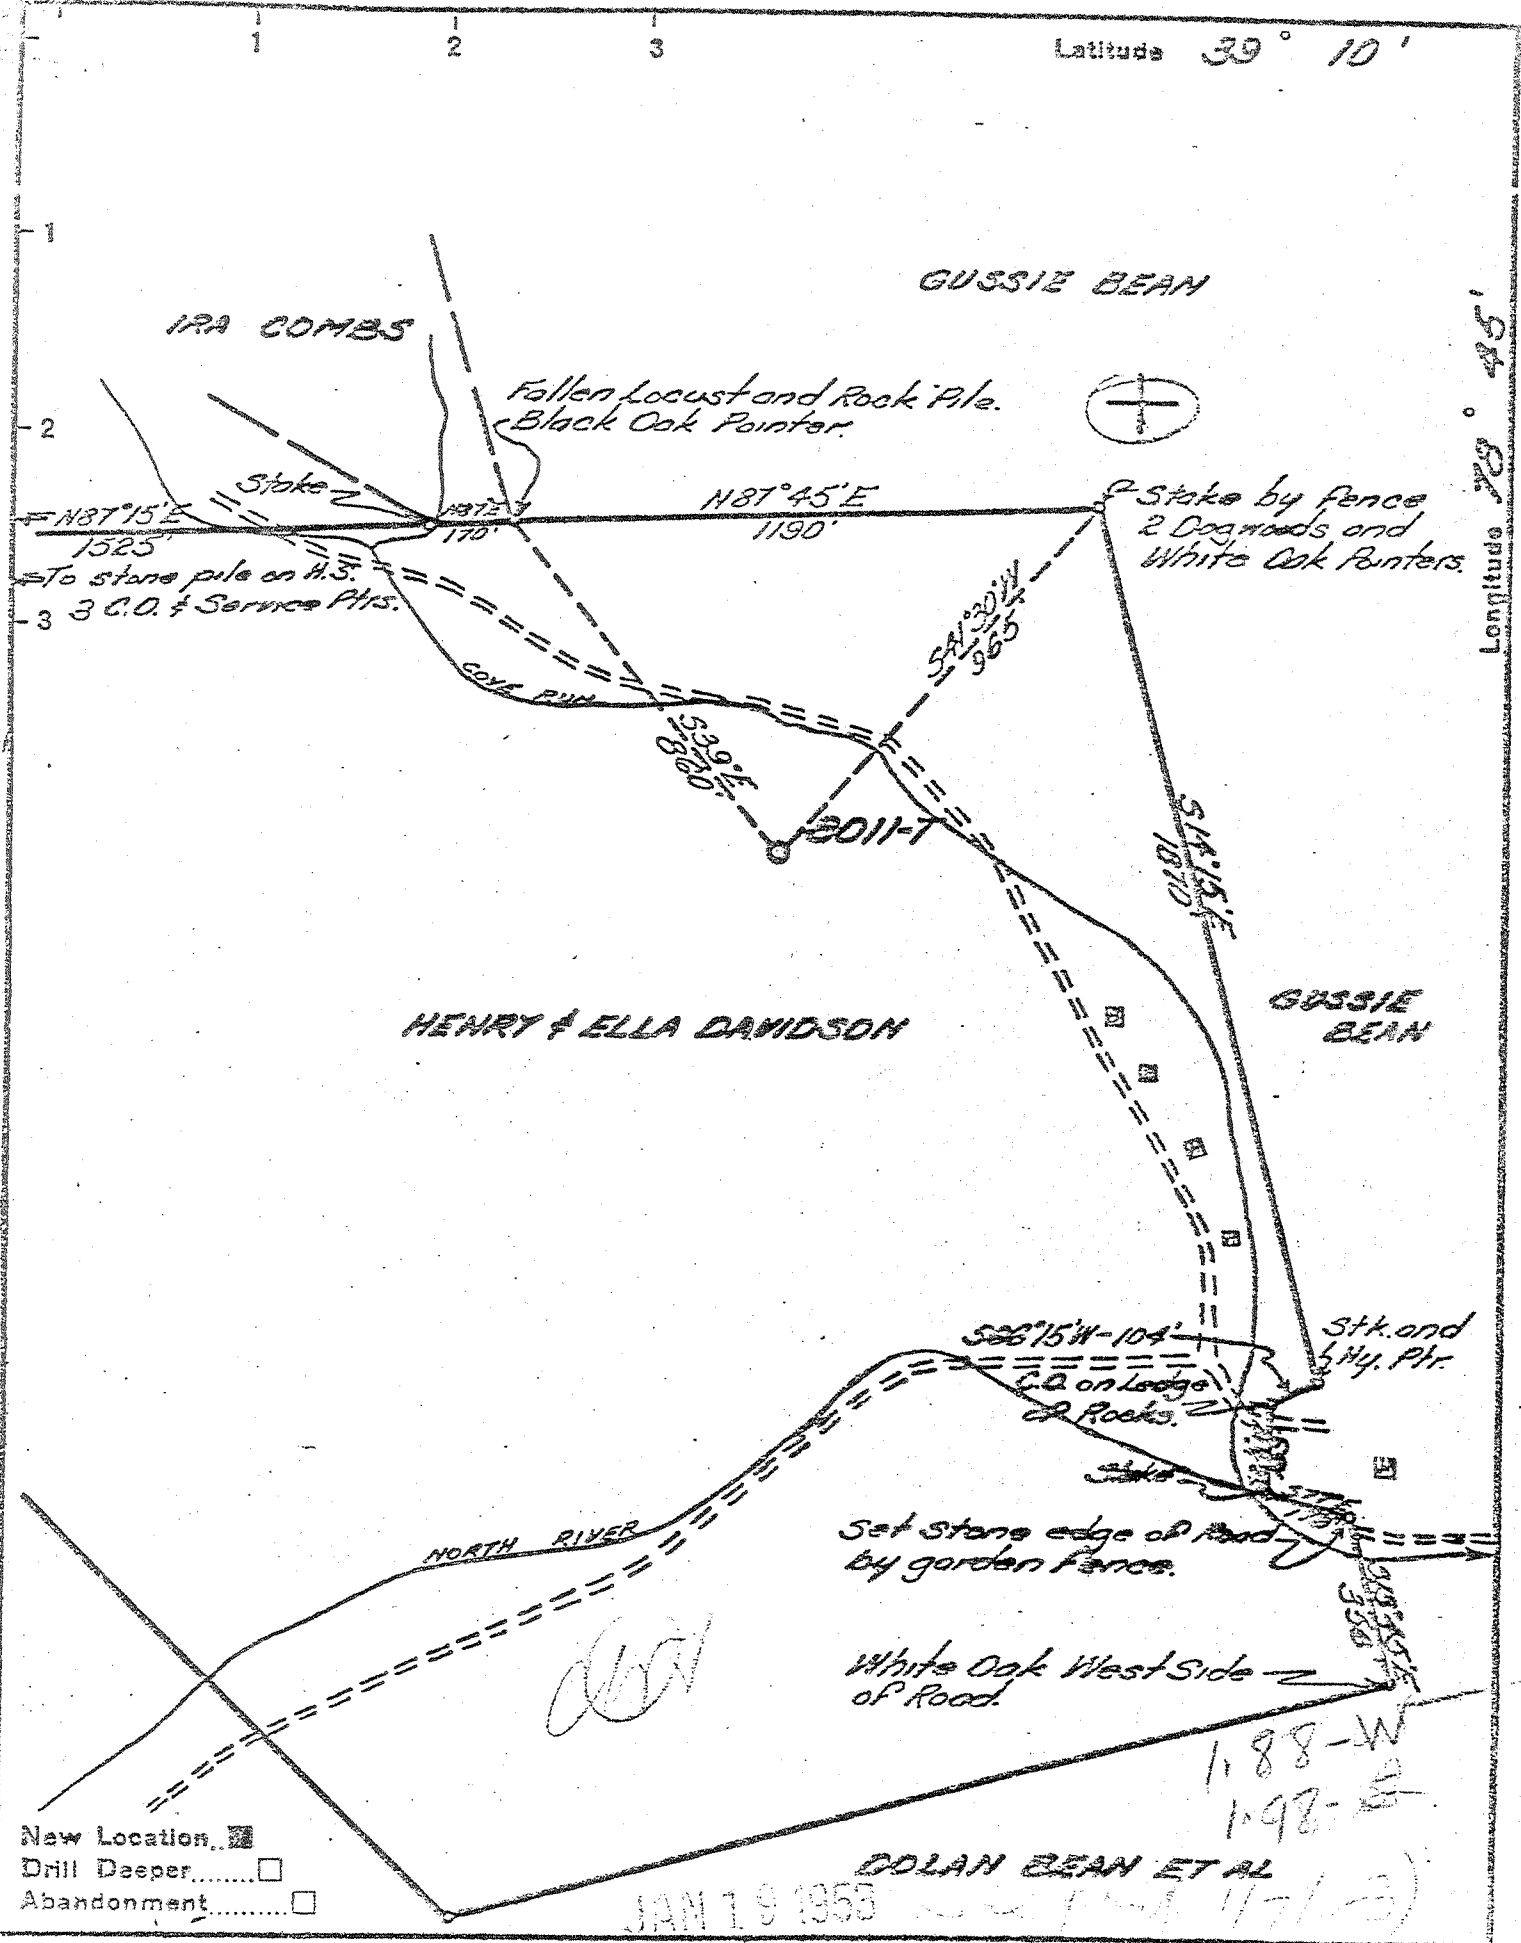 1 2 3
Latitude 39° 10'
1
2
3
Longitude 78° 45'
GUSSIE BEAN
IRA COMBS
Fallen Locust and Rock Pile.
Black Oak Pointer.
Stake
N87°15'E
1525'
N87°E
170'
N87°45'E
1190'
Stake by fence
2 Dogwoods and
White Oak Pointers.
To stone pile on H.S.
3 C.O. & Service Ptrs.
S41°30'W
965
COVE RUN
S39°E
820'
2011-T
S14°15'E
1870
HENRY & ELLA DAVIDSON
GUSSIE
BEAN
S26°15'W-104'
Stk. and
Hy. Ptr.
C.O. on Ledge
of Rocks.
Stake
Set Stone edge of Road
by garden Fence.
NORTH RIVER
350
White Oak West Side
of Road.
1.88-W
1.98-
New Location
Drill Deeper
Abandonment
DOLAN BEAN ET AL
JAN 19 1953